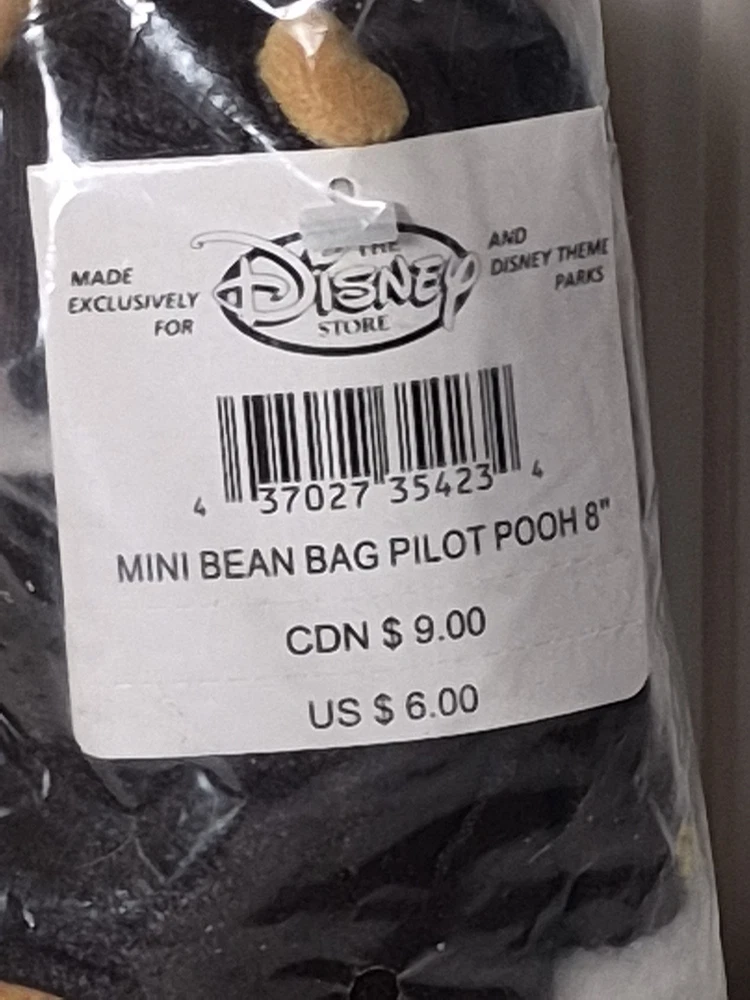 MADE
EXCLUSIVELY
FOR
THE
DISNEY
STORE
AND
DISNEY THEME
PARKS
4 37027 35423 4
MINI BEAN BAG PILOT POOH 8"
CDN $ 9.00
US $ 6.00